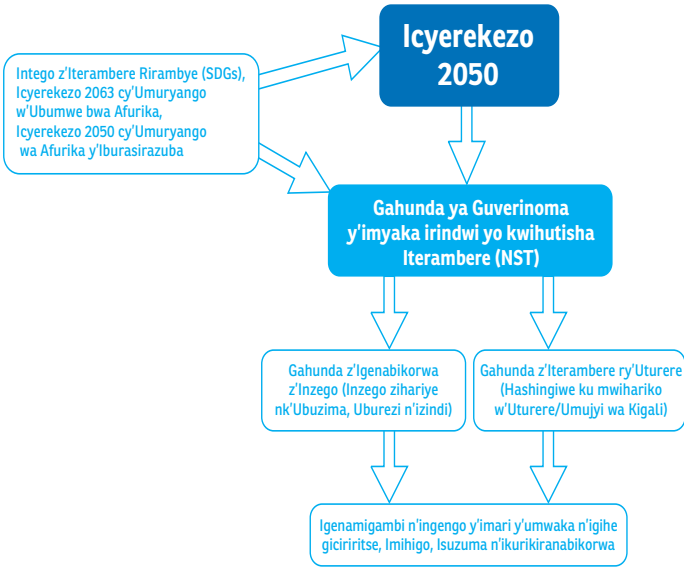 Icyerekezo
2050
Intego z'Iterambere Rirambye (SDGs),
Icyerekezo 2063 cy'Umuryango
w'Ubumwe bwa Afurika,
Icyerekezo 2050 cy'Umuryango
wa Afurika y'Iburasirazuba
Gahunda ya Guverinoma
y'imyaka irindwi yo kwihutisha
Iterambere (NST)
Gahunda z'Igenabikorwa
z'Inzego (Inzego zihariye
nk'Ubuzima, Uburezi n'izindi)
Gahunda z'Iterambere ry'Uturere
(Hashingiwe ku mwihariko
w'Uturere/Umujyi wa Kigali)
Igenamigambi n'ingengo y'imari y'umwaka n'igihe
giciriritse, Imihigo, Isuzuma n'ikurikiranabikorwa